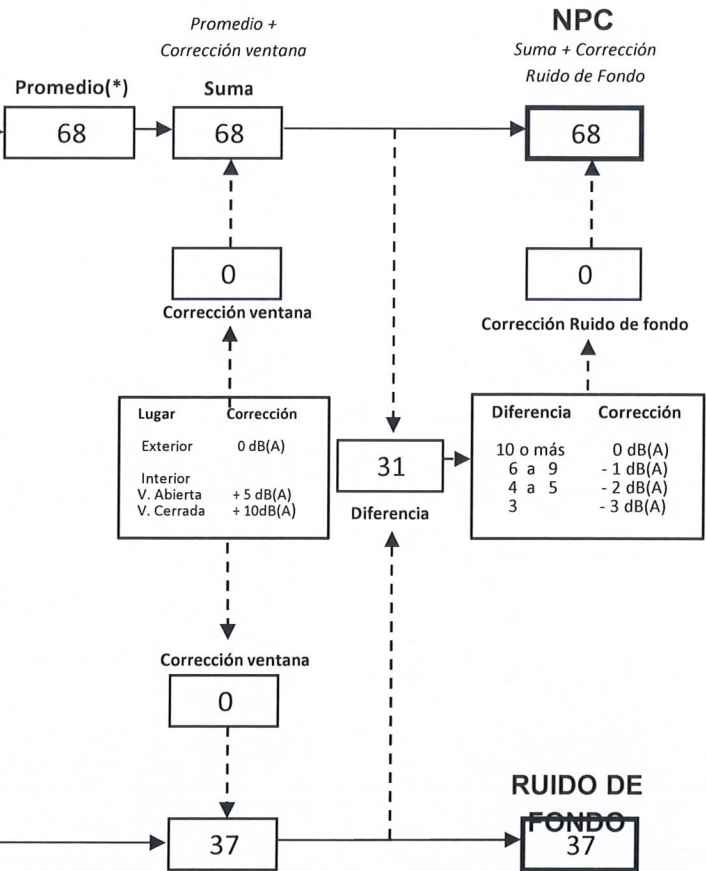 Promedio +
Corrección ventana
NPC
Suma + Corrección
Ruido de Fondo
Promedio(*)
Suma
68
68
68
0
0
Corrección ventana
Corrección Ruido de fondo
Lugar Corrección
Exterior 0 dB(A)
Interior
V. Abierta + 5 dB(A)
V. Cerrada + 10dB(A)
31
Diferencia
Diferencia Corrección
10 o más 0 dB(A)
6 a 9 - 1 dB(A)
4 a 5 - 2 dB(A)
3 - 3 dB(A)
Corrección ventana
0
RUIDO DE
FONDO
37
37